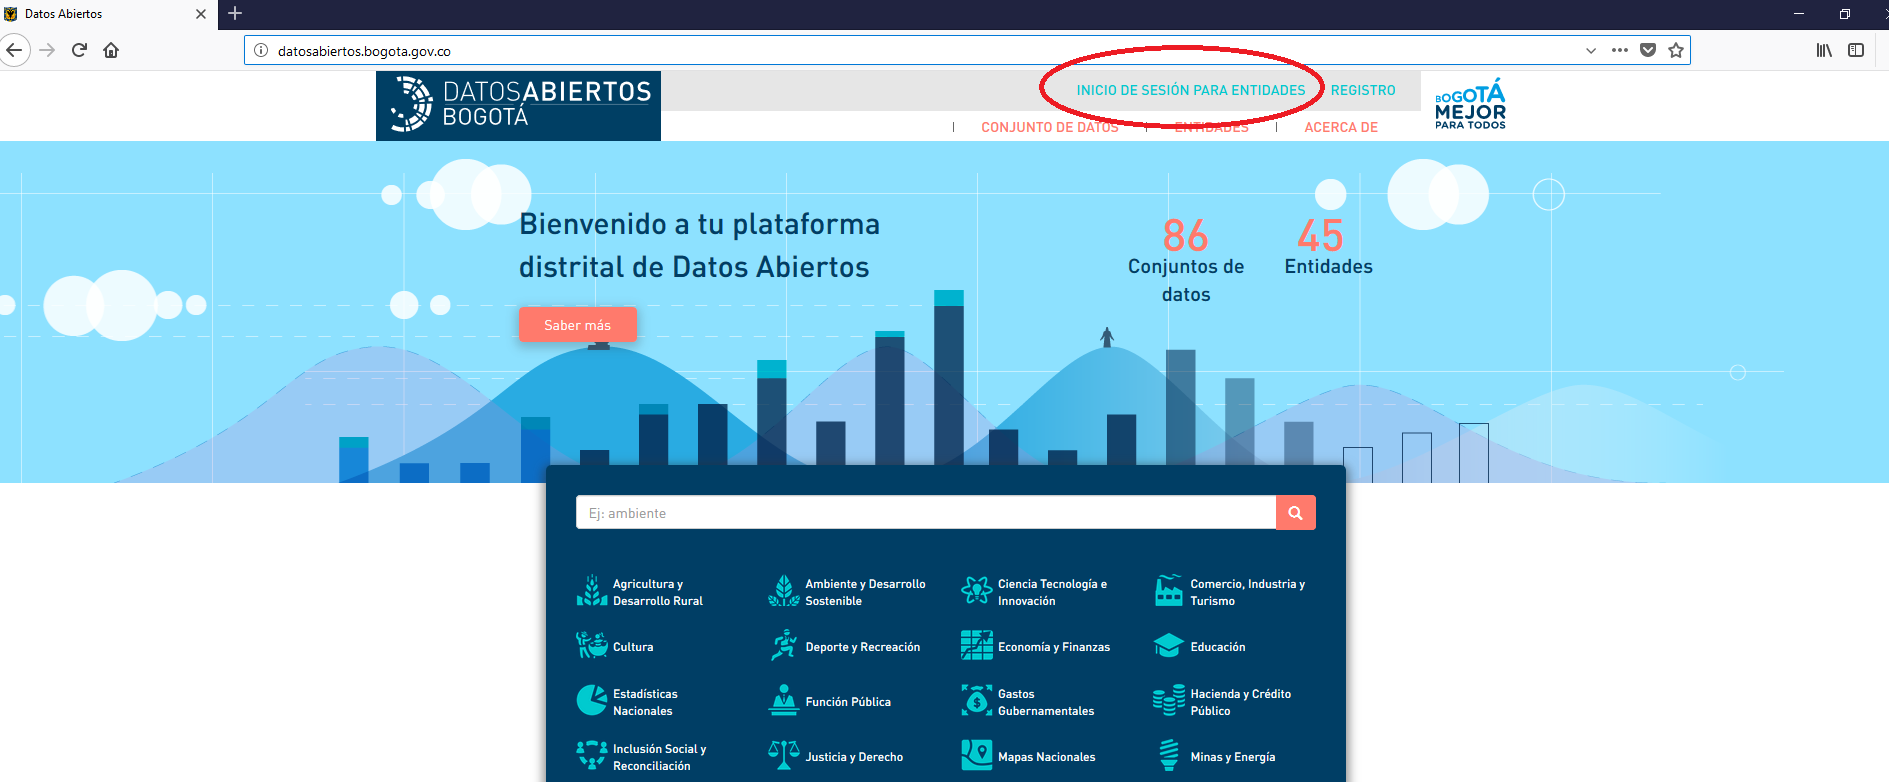 Datos Abiertos
datosabiertos.bogota.gov.co
DATOSABIERTOS
BOGOTÁ
INICIO DE SESIÓN PARA ENTIDADES
REGISTRO
CONJUNTO DE DATOS
ENTIDADES
ACERCA DE
BOGOTÁ
MEJOR
PARA TODOS
Bienvenido a tu plataforma
distrital de Datos Abiertos
Saber más
86
Conjuntos de
datos
45
Entidades
Ej: ambiente
Agricultura y
Desarrollo Rural
Ambiente y Desarrollo
Sostenible
Ciencia Tecnología e
Innovación
Comercio, Industria y
Turismo
Cultura
Deporte y Recreación
Economía y Finanzas
Educación
Estadísticas
Nacionales
Función Pública
Gastos
Gubernamentales
Hacienda y Crédito
Público
Inclusión Social y
Reconciliación
Justicia y Derecho
Mapas Nacionales
Minas y Energía